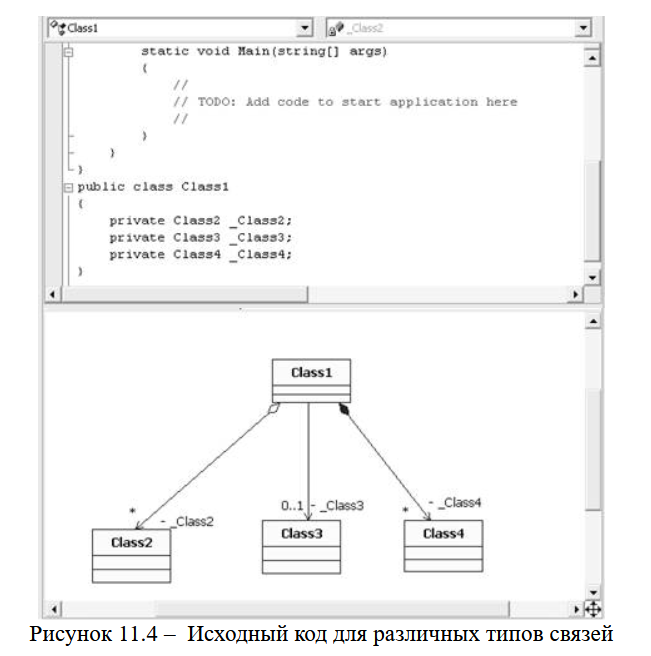 Class1 _Class2
static void Main(string[] args)
{
//
// TODO: Add code to start application here
//
}
}
}
public class Class1
{
private Class2 _Class2;
private Class3 _Class3;
private Class4 _Class4;
}
Class1
* - _Class2
0..1 - _Class3
* - _Class4
Class2
Class3
Class4
Рисунок 11.4 – Исходный код для различных типов связей